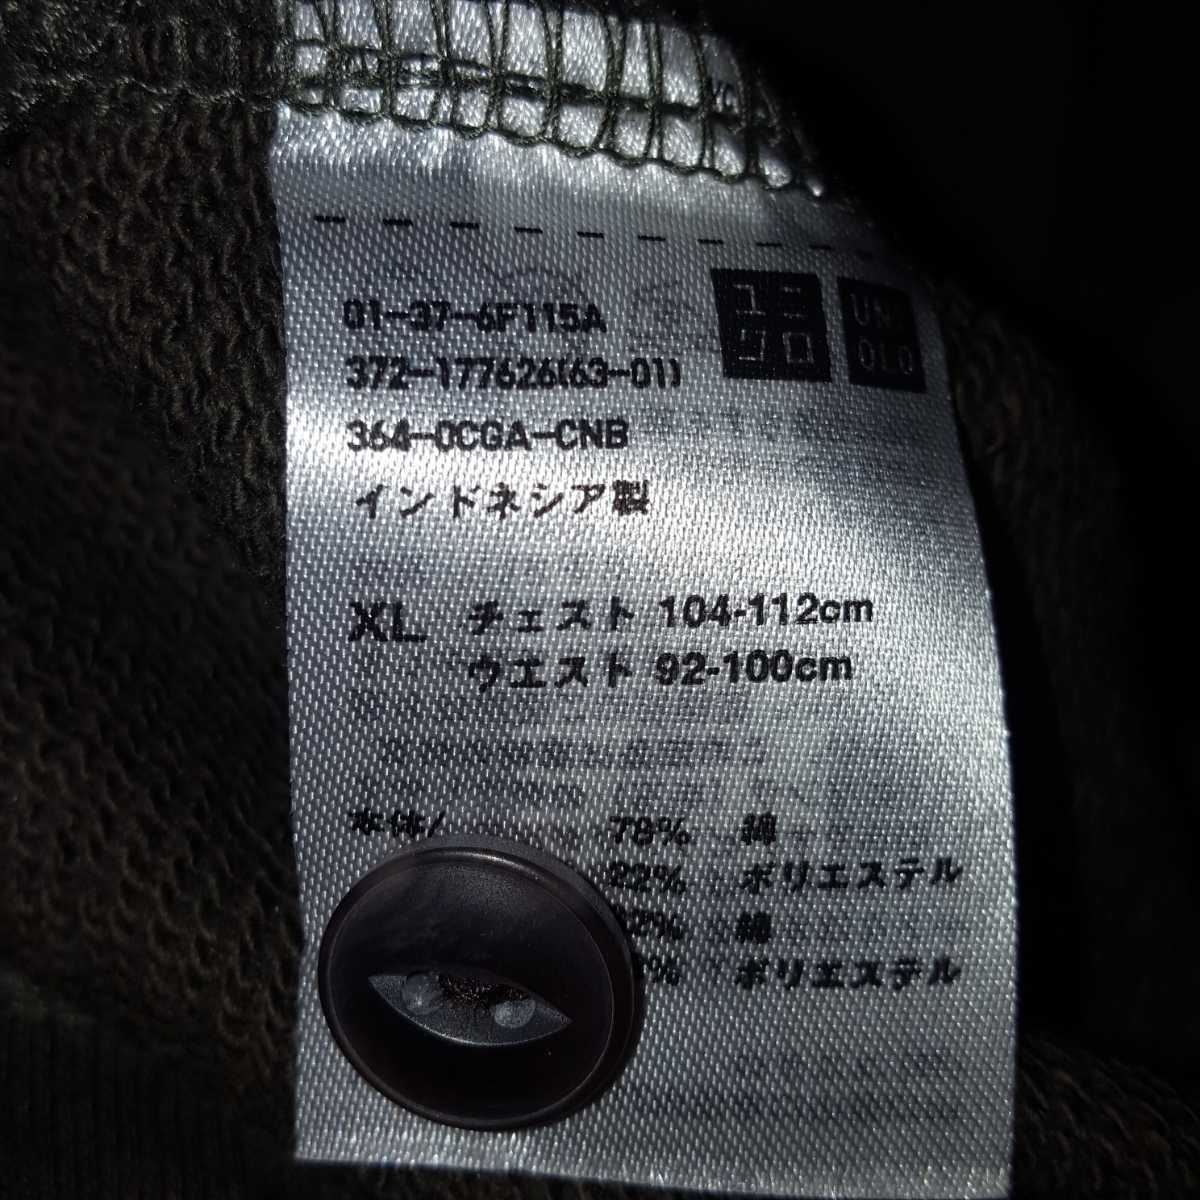 01-37-6F115A
ユニクロ
UNI
QLO
372-177626(63-01)
364-0CGA-CNB
インドネシア製
XL チェスト 104-112cm
ウエスト 92-100cm
本体/ 78% 綿
22% ポリエステル
綿
ポリエステル